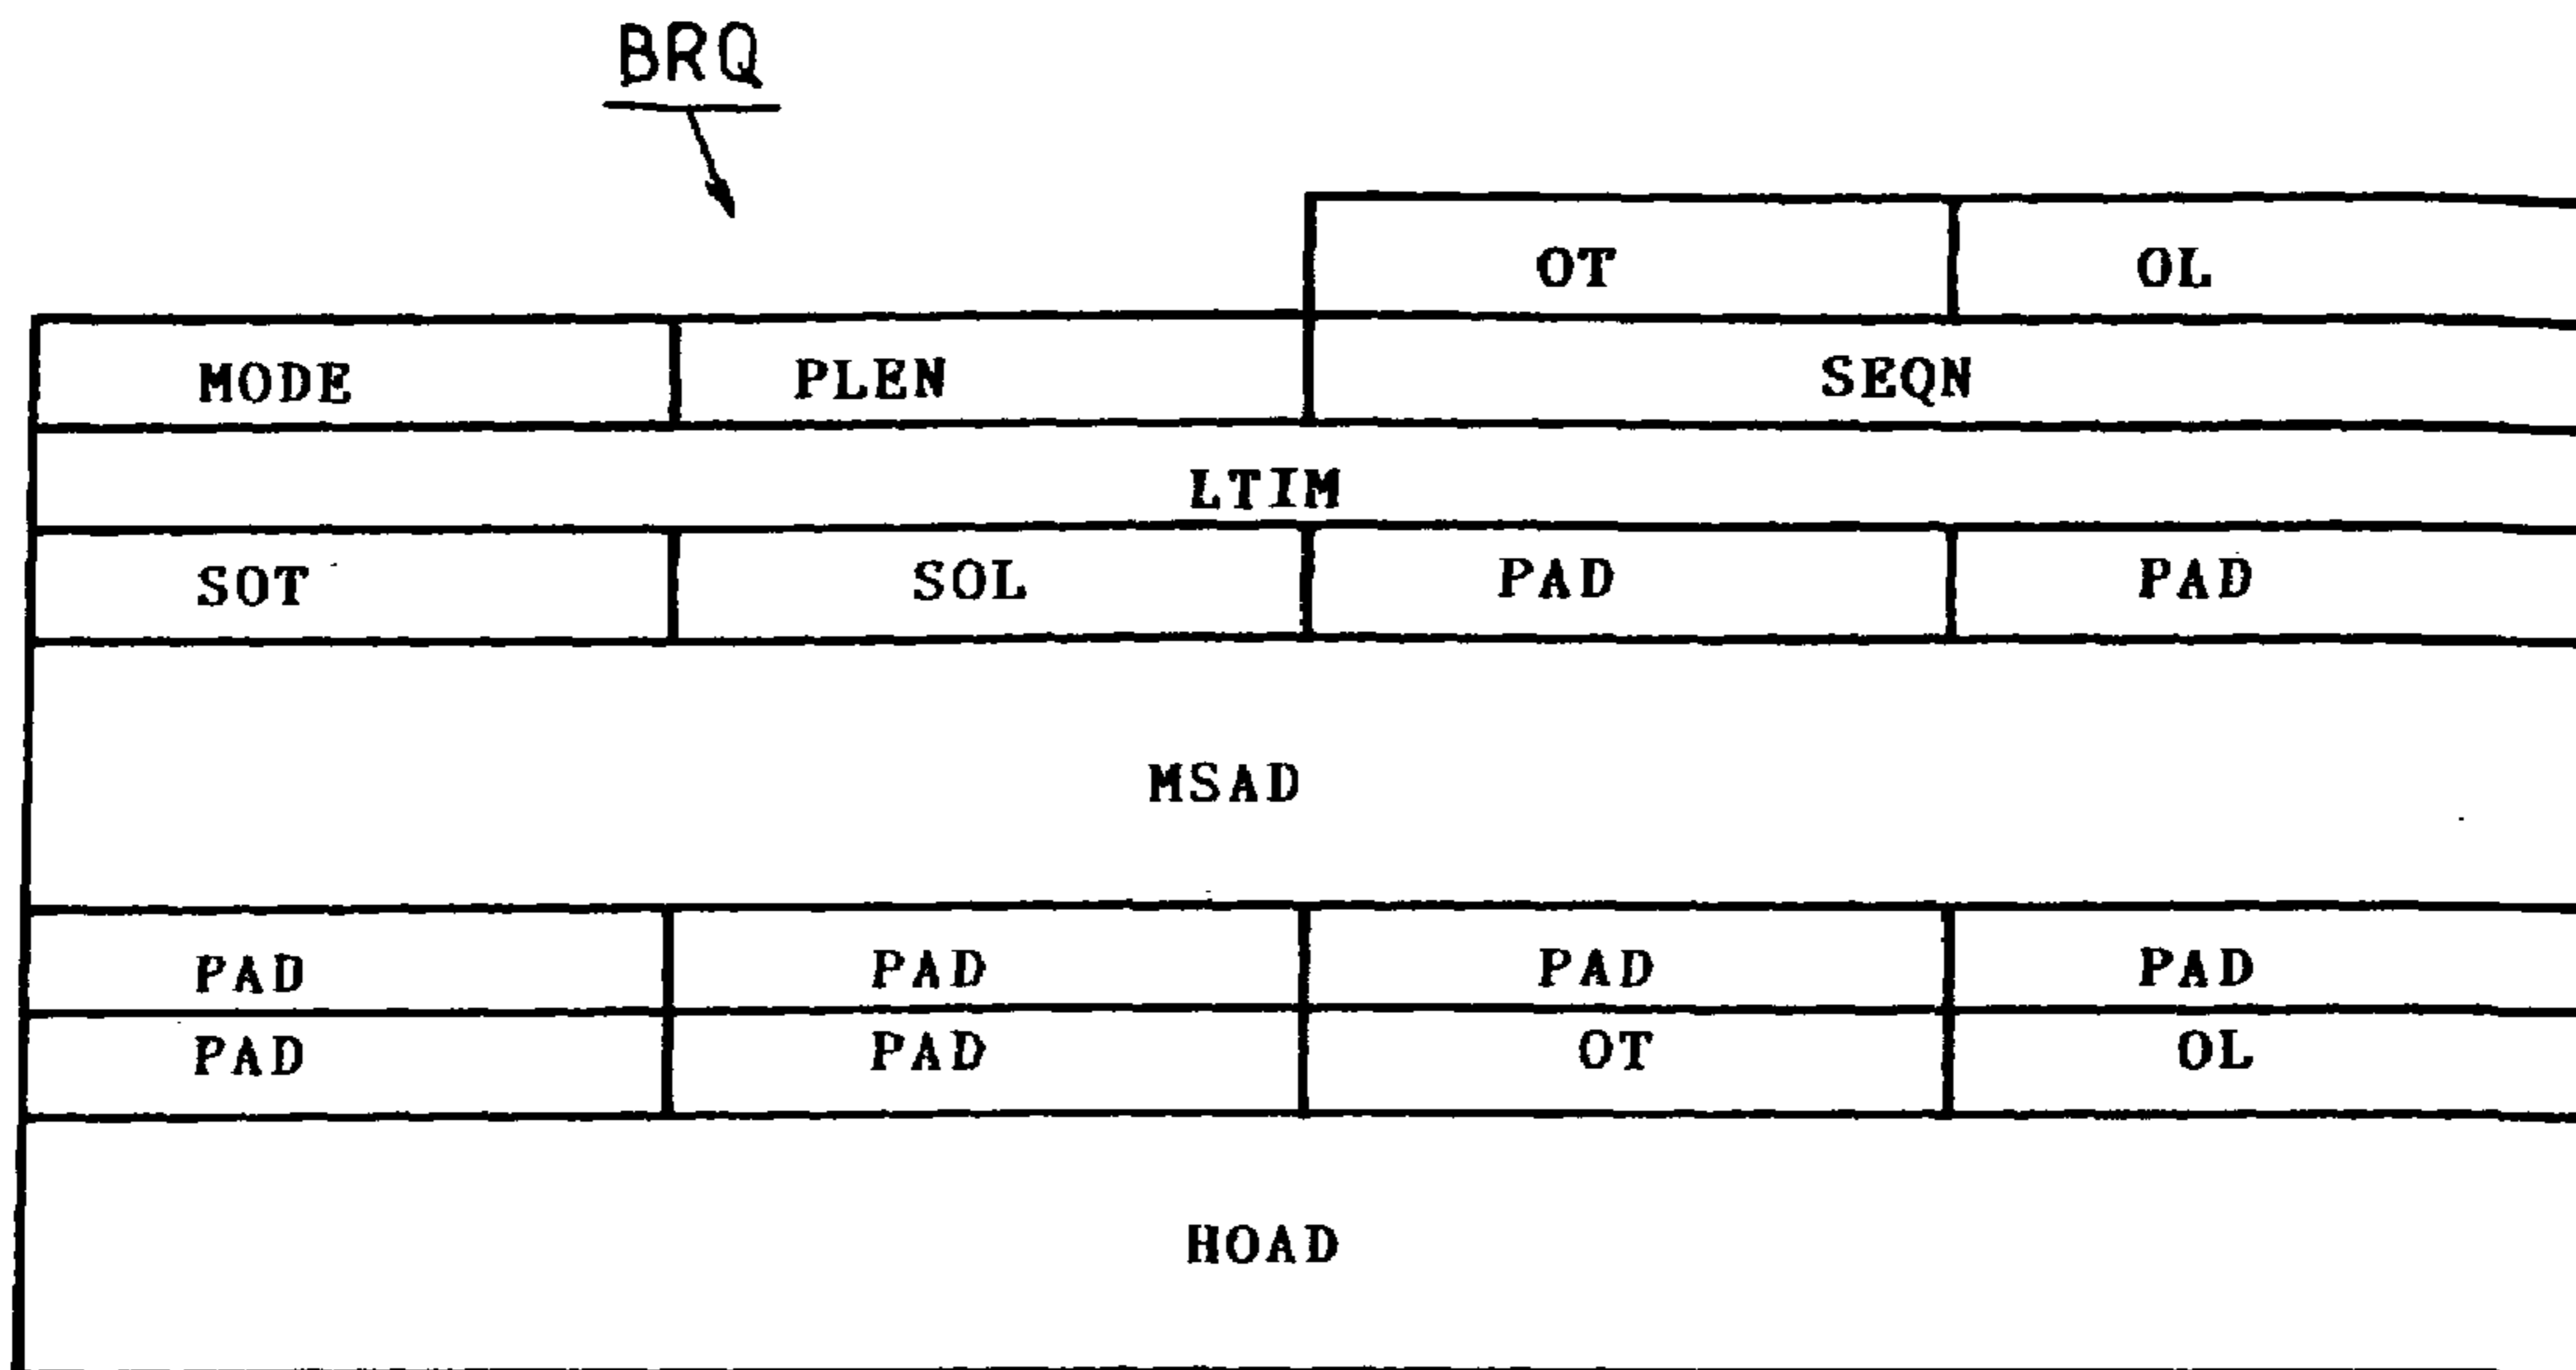 BRQ
OT OL
MODE PLEN SEQN
LTIM
SOT SOL PAD PAD
MSAD
PAD PAD PAD PAD
PAD PAD OT OL
HOAD